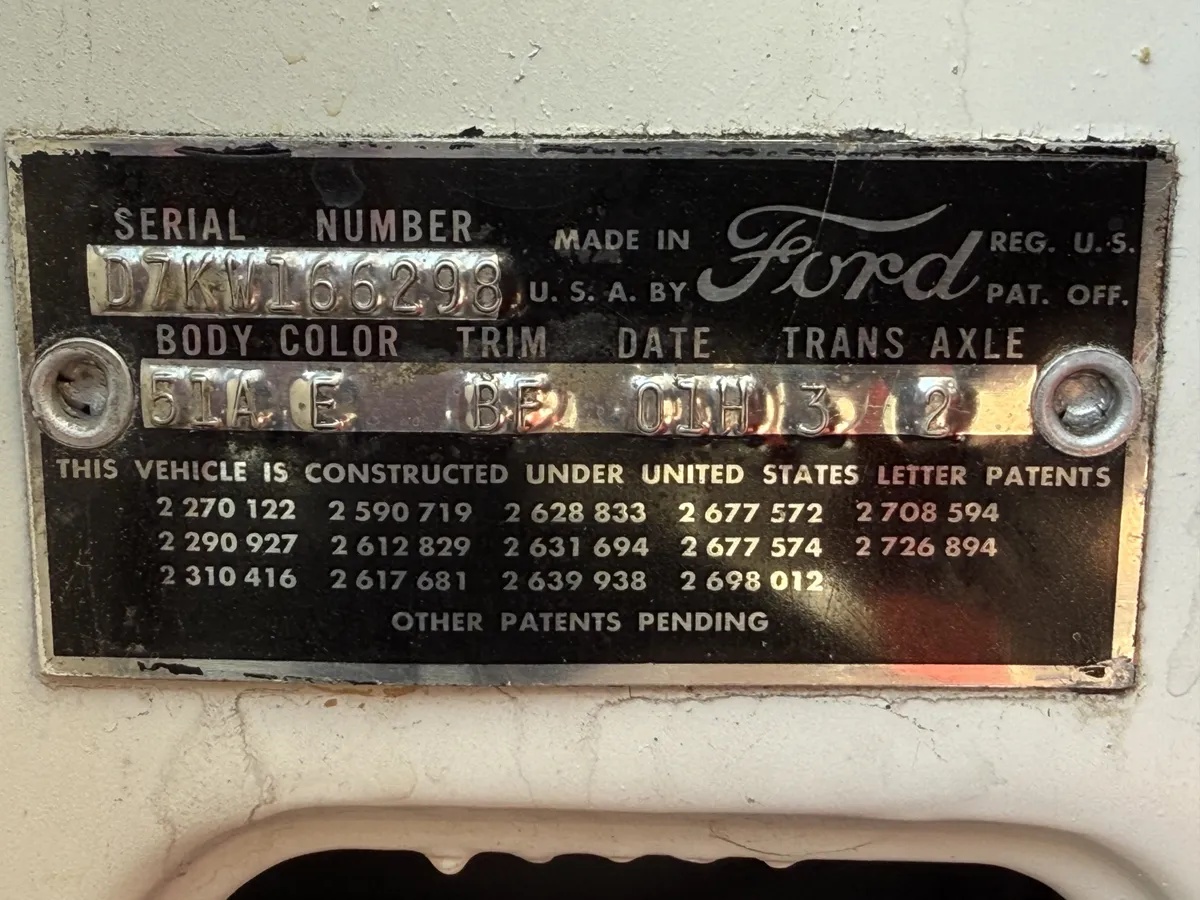 SERIAL NUMBER
D7KW166298
MADE IN Ford REG. U.S.
U. S. A. BY PAT. OFF.
BODY COLOR TRIM DATE TRANS AXLE
51A E BF 01H 3 2
THIS VEHICLE IS CONSTRUCTED UNDER UNITED STATES LETTER PATENTS
2 270 122 2 590 719 2 628 833 2 677 572 2 708 594
2 290 927 2 612 829 2 631 694 2 677 574 2 726 894
2 310 416 2 617 681 2 639 938 2 698 012
OTHER PATENTS PENDING